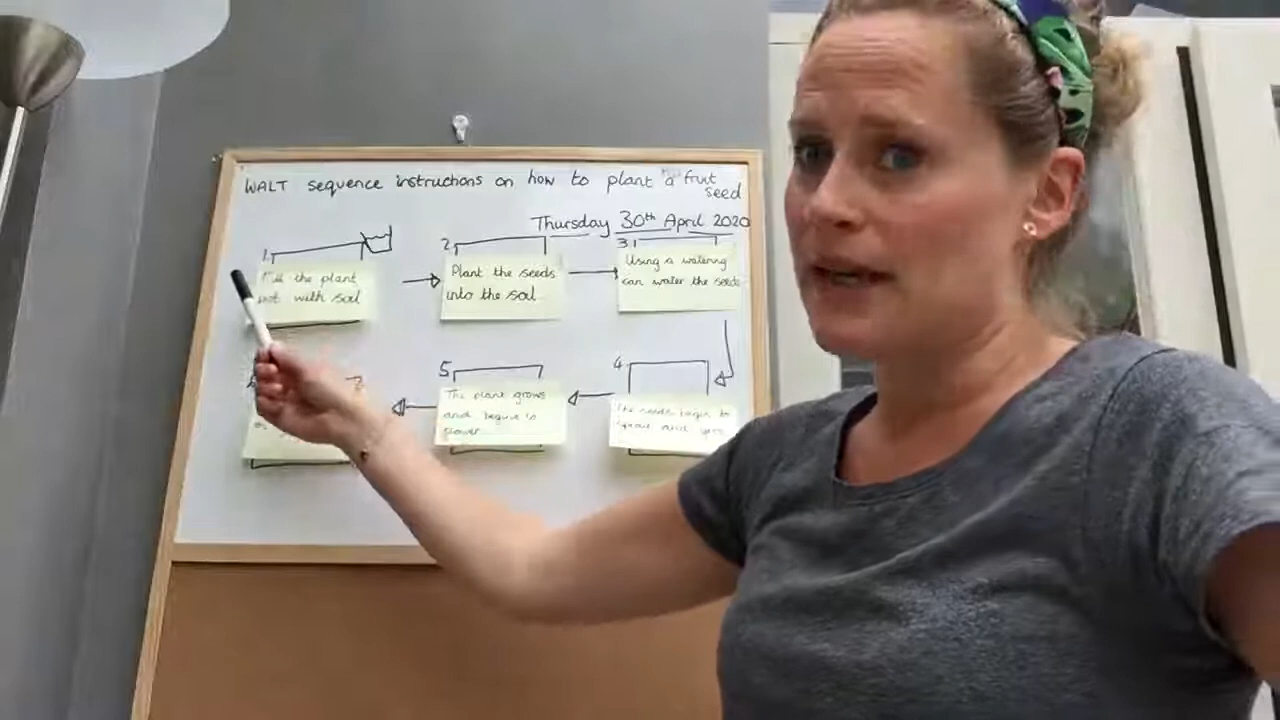 WALT sequence instructions on how to plant a fruit
seed
Thursday 30th April 2020
1.
Fill the plant
pot with soil
2.
Plant the seeds
into the soil
3.
Using a watering
can water the seeds
4
The seeds begin to
5
The plant grows
and begins to
flower